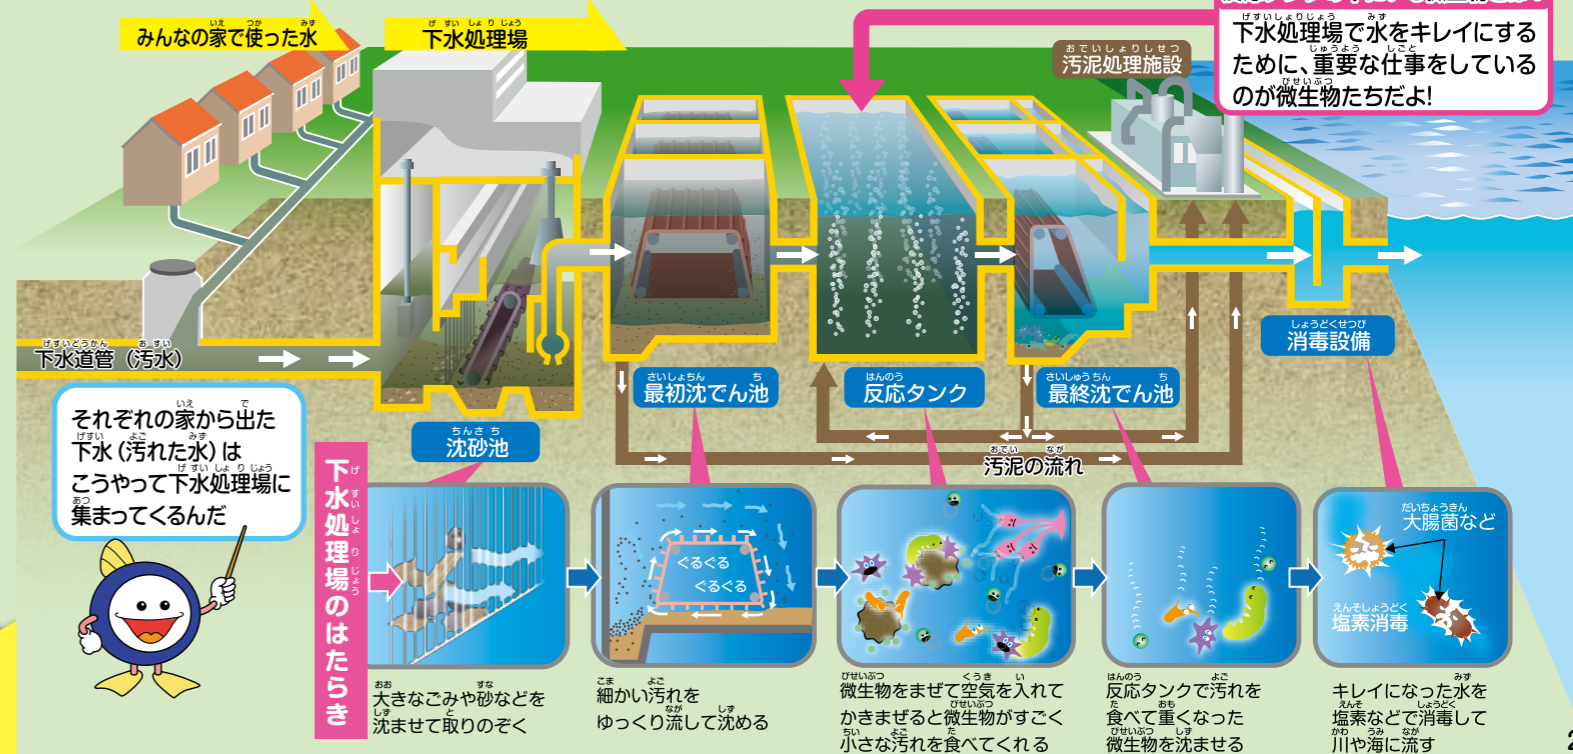 みんなの家で使った水
下水処理場
汚泥処理施設
下水処理場で水をキレイにする
ために、重要な仕事をしている
のが微生物たちだよ!
下水道管(汚水)
それぞれの家から出た
下水(汚れた水)は
こうやって下水処理場に
集まってくるんだ
沈砂池
最初沈でん池
反応タンク
最終沈でん池
消毒設備
汚泥の流れ
下水処理場のはたらき
ぐるぐる
ぐるぐる
大腸菌など
塩素消毒
大きなごみや砂などを
沈ませて取りのぞく
細かい汚れを
ゆっくり流して沈める
微生物をまぜて空気を入れて
かきまぜると微生物がすごく
小さな汚れを食べてくれる
反応タンクで汚れを
食べて重くなった
微生物を沈ませる
キレイになった水を
塩素などで消毒して
川や海に流す